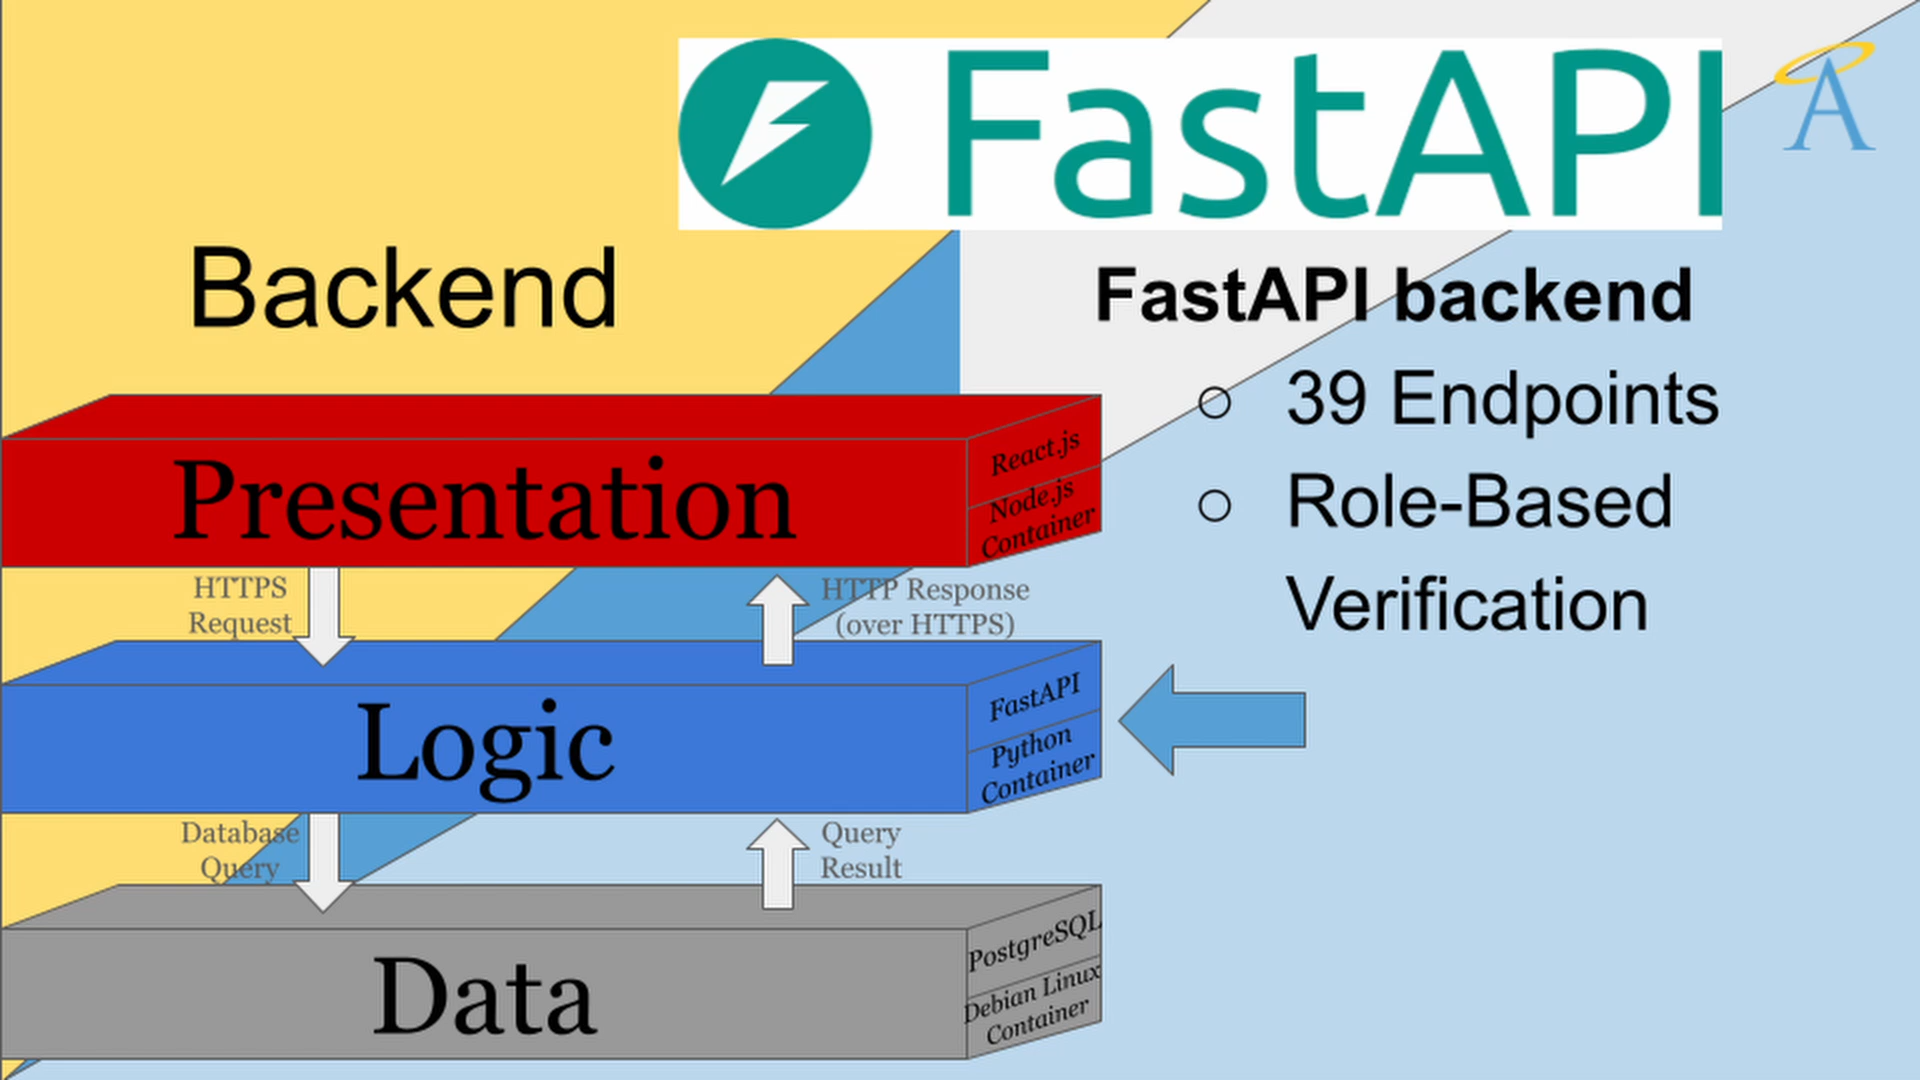 FastAPI
A
Backend
FastAPI backend
○ 39 Endpoints
○ Role-Based
Verification
Presentation
React.js
Node.js
Container
HTTPS
Request
HTTP Response
(over HTTPS)
Logic
FastAPI
Python
Container
Database
Query
Query
Result
Data
PostgreSQL
Debian Linux
Container